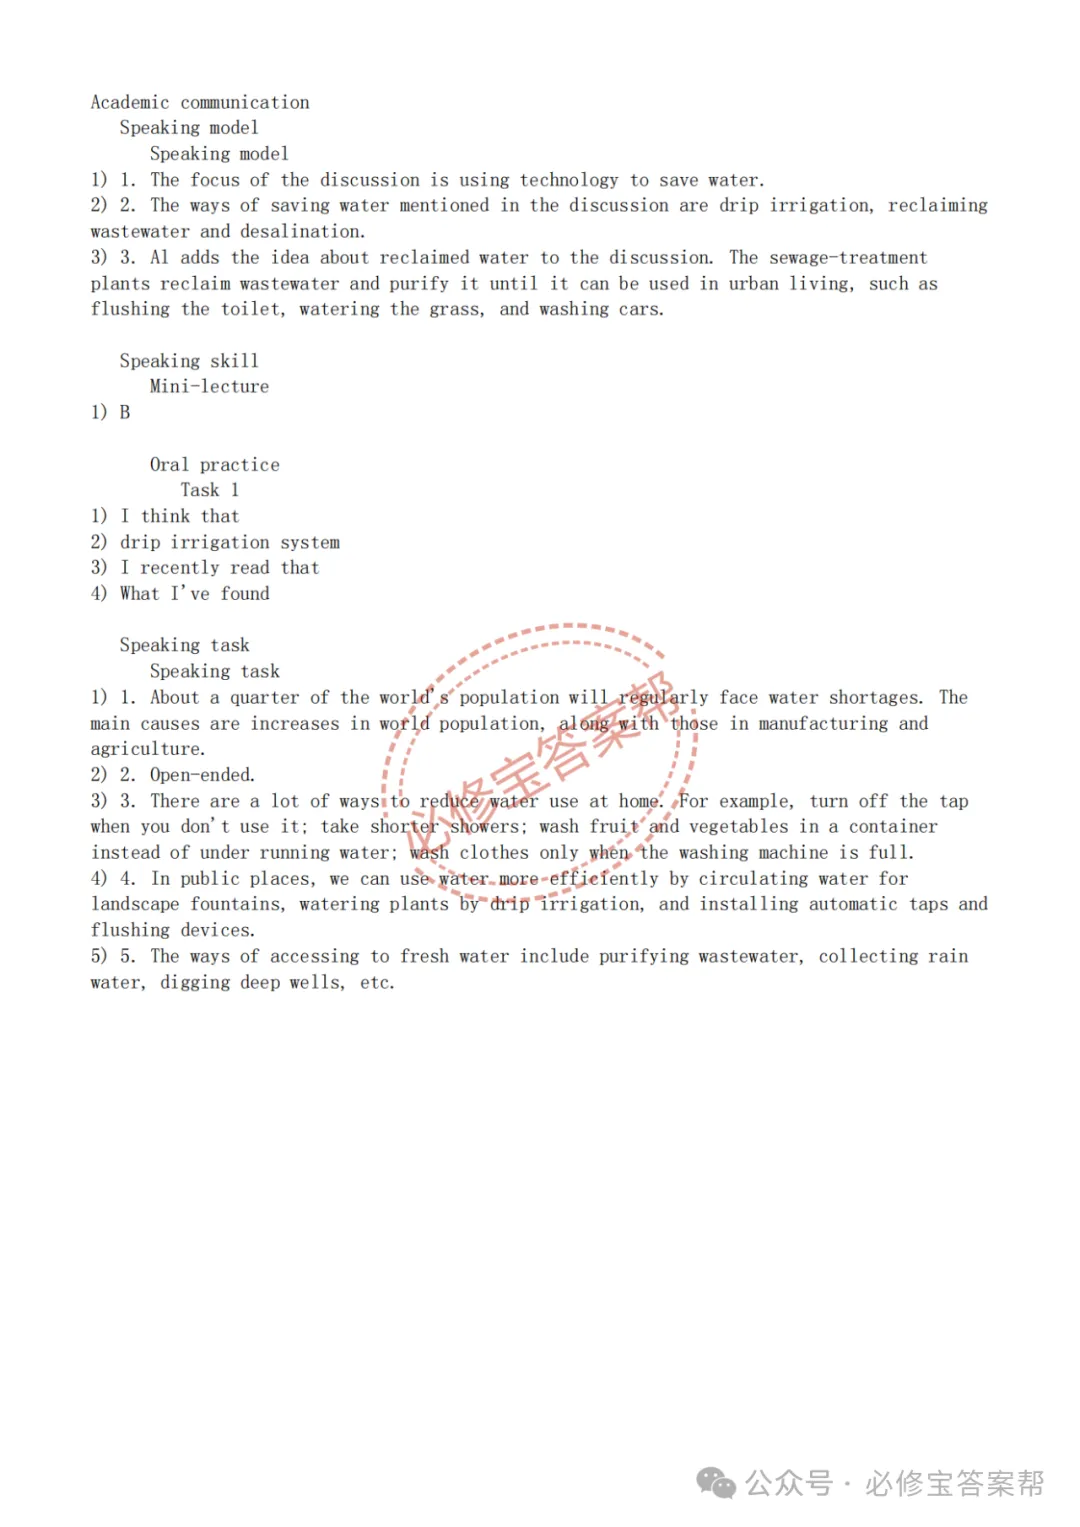 Academic communication
Speaking model
Speaking model
1) 1. The focus of the discussion is using technology to save water.
2) 2. The ways of saving water mentioned in the discussion are drip irrigation, reclaiming
wastewater and desalination.
3) 3. Al adds the idea about reclaimed water to the discussion. The sewage-treatment
plants reclaim wastewater and purify it until it can be used in urban living, such as
flushing the toilet, watering the grass, and washing cars.
Speaking skill
Mini-lecture
1) B
Oral practice
Task 1
1) I think that
2) drip irrigation system
3) I recently read that
4) What I've found
Speaking task
Speaking task
1) 1. About a quarter of the world's population will regularly face water shortages. The
main causes are increases in world population, along with those in manufacturing and
agriculture.
2) 2. Open-ended.
3) 3. There are a lot of ways to reduce water use at home. For example, turn off the tap
when you don't use it; take shorter showers; wash fruit and vegetables in a container
instead of under running water; wash clothes only when the washing machine is full.
4) 4. In public places, we can use water more efficiently by circulating water for
landscape fountains, watering plants by drip irrigation, and installing automatic taps and
flushing devices.
5) 5. The ways of accessing to fresh water include purifying wastewater, collecting rain
water, digging deep wells, etc.
必修宝答案帮
公众号 · 必修宝答案帮